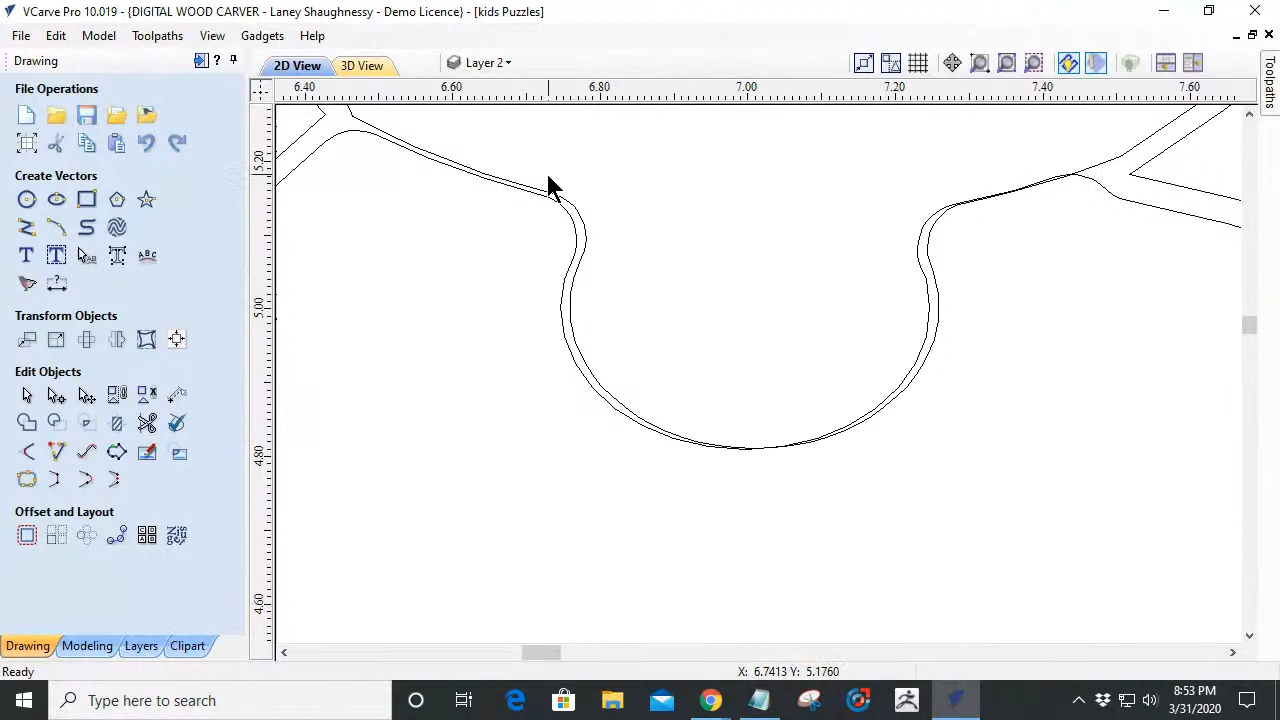 VCarve Pro 10.019 - {DIGITAL WOOD CARVER - Laney Shaughnessy - Demo Licence} - [kids Puzzles]
File Edit Model Toolpaths View Gadgets Help
Drawing ?
2D View 3D View Layer 2
File Operations
6.40 6.60 6.80 7.00 7.20 7.40 7.60
Toolpaths
5.20
Create Vectors
T T T ABC
5.00
Transform Objects
Edit Objects
4.80
Offset and Layout
4.60
Drawing Modeling Layers Clipart
Ready X: 6.7413 Y: 5.1760
Type here to search
8:53 PM
3/31/2020